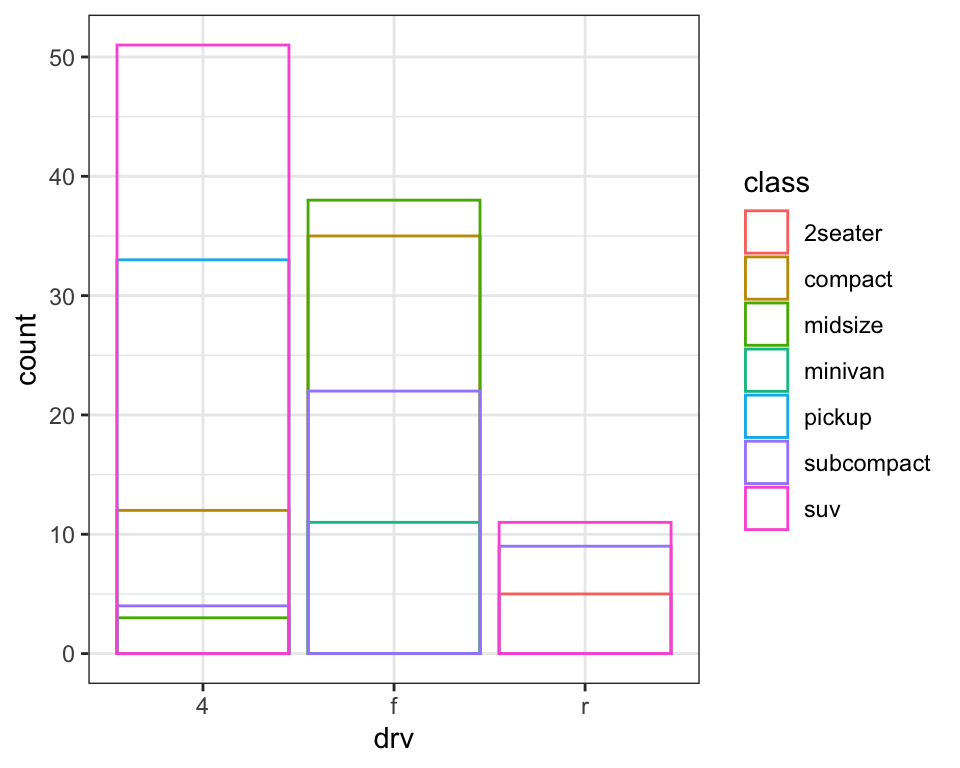 50
40
30
20
10
0
count
4 f r
drv
class
2seater
compact
midsize
minivan
pickup
subcompact
suv